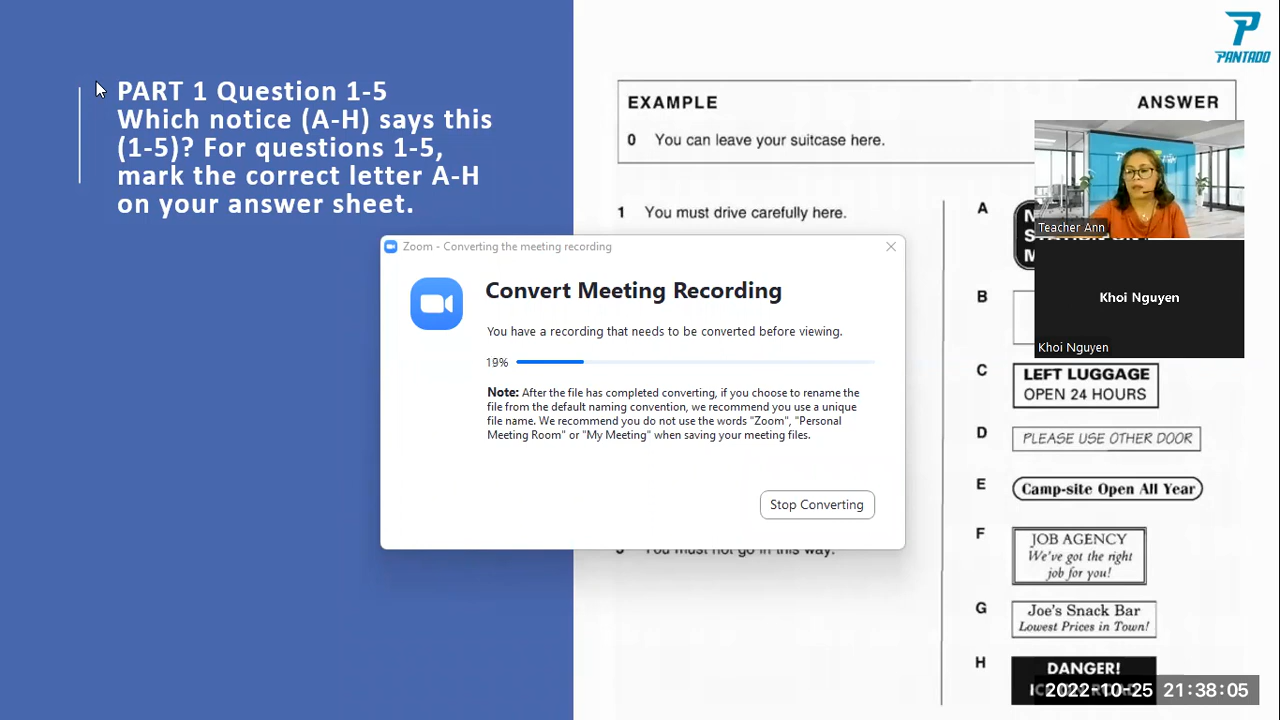 PANTADO
PART 1 Question 1-5
Which notice (A-H) says this
(1-5)? For questions 1-5,
mark the correct letter A-H
on your answer sheet.
EXAMPLE ANSWER
0 You can leave your suitcase here.
1 You must drive carefully here.
Teacher Ann
Khoi Nguyen
Khoi Nguyen
Zoom - Converting the meeting recording
Convert Meeting Recording
You have a recording that needs to be converted before viewing.
19%
Note: After the file has completed converting, if you choose to rename the
file from the default naming convention, we recommend you use a unique
file name. We recommend you do not use the words "Zoom", "Personal
Meeting Room" or "My Meeting" when saving your meeting files.
Stop Converting
You must not go in this way.
A
B
C LEFT LUGGAGE
OPEN 24 HOURS
D PLEASE USE OTHER DOOR
E Camp-site Open All Year
F JOB AGENCY
We've got the right
job for you!
G Joe's Snack Bar
Lowest Prices in Town!
H DANGER!
2022-10-25 21:38:05